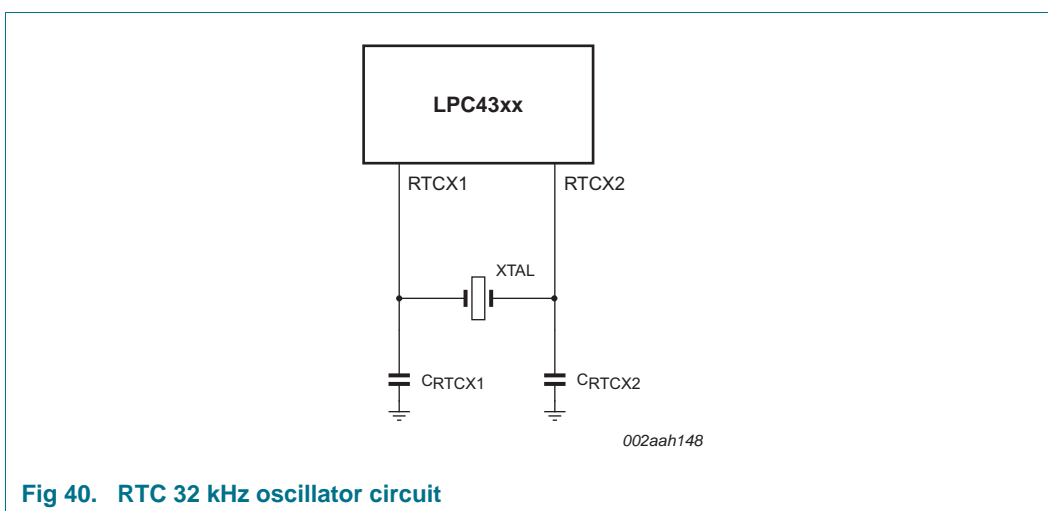 LPC43xx
RTCX1
RTCX2
XTAL
CRTCX1
CRTCX2
002aah148
Fig 40. RTC 32 kHz oscillator circuit